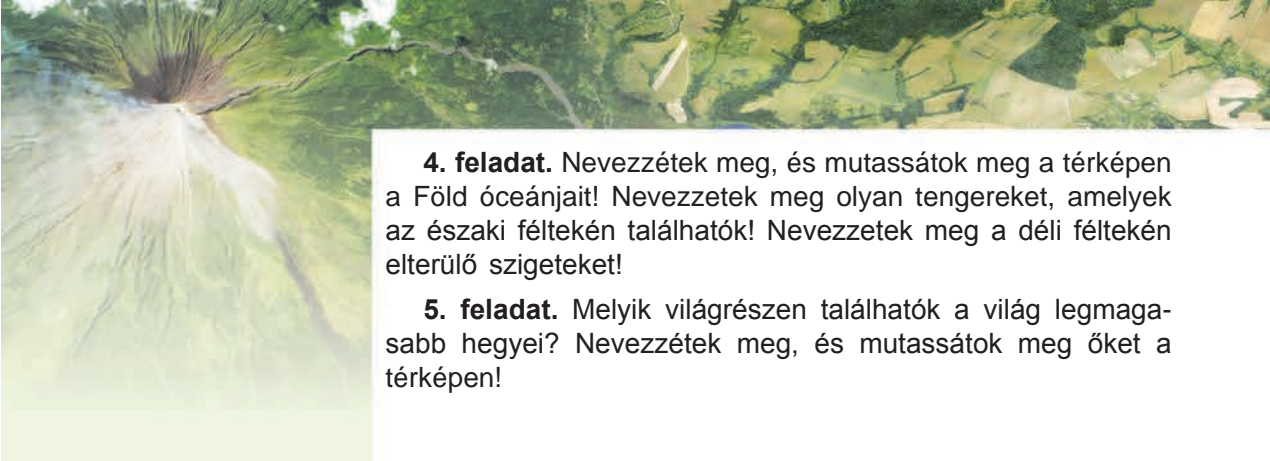 4. feladat. Nevezzétek meg, és mutassátok meg a térképen
a Föld óceánjait! Nevezzetek meg olyan tengereket, amelyek
az északi féltekén találhatók! Nevezzetek meg a déli féltekén
elterülő szigeteket!
5. feladat. Melyik világrészen találhatók a világ legmaga-
sabb hegyei? Nevezzétek meg, és mutassátok meg őket a
térképen!